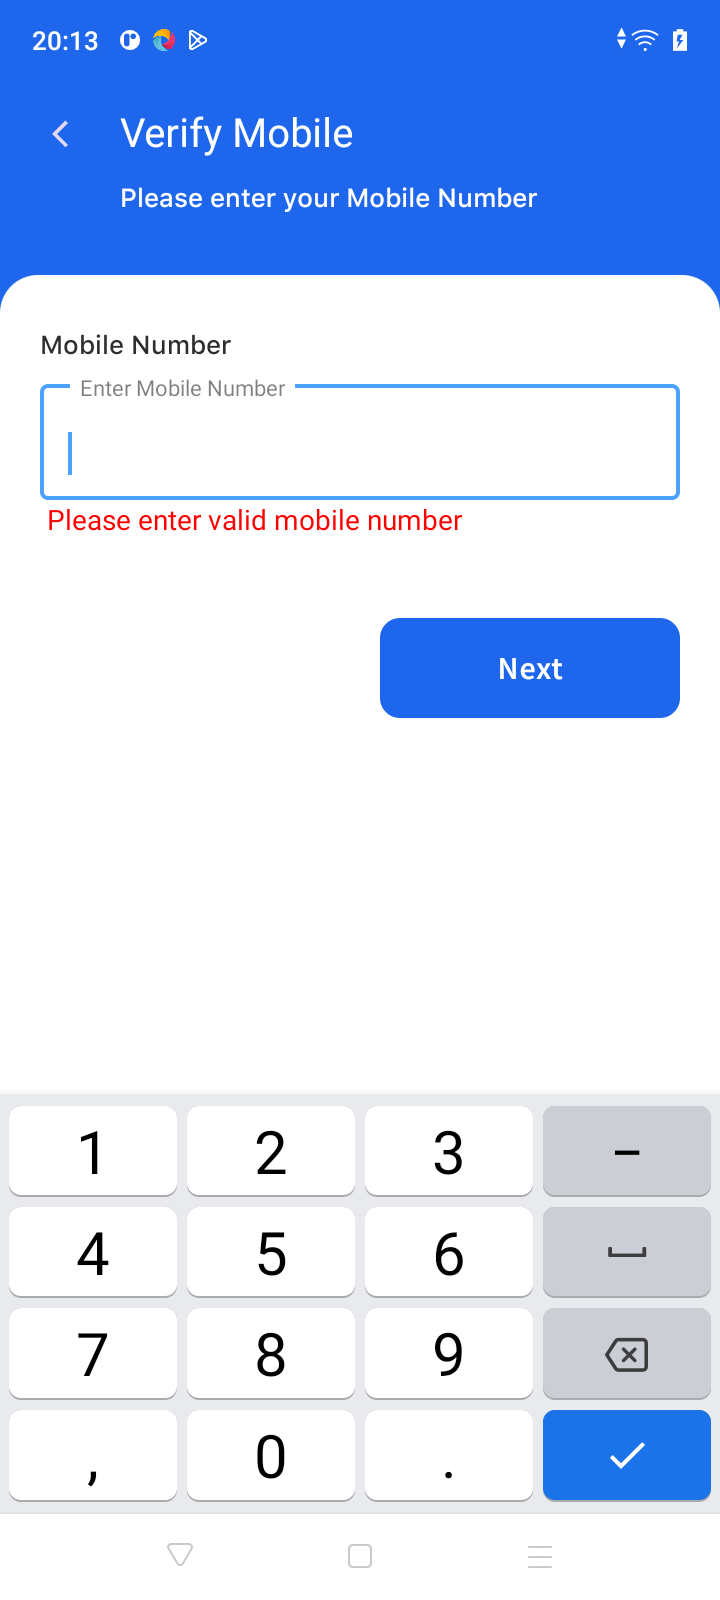 20:13
Verify Mobile
Please enter your Mobile Number
Mobile Number
Enter Mobile Number
Please enter valid mobile number
Next
1 2 3 –
4 5 6
7 8 9
, 0 .